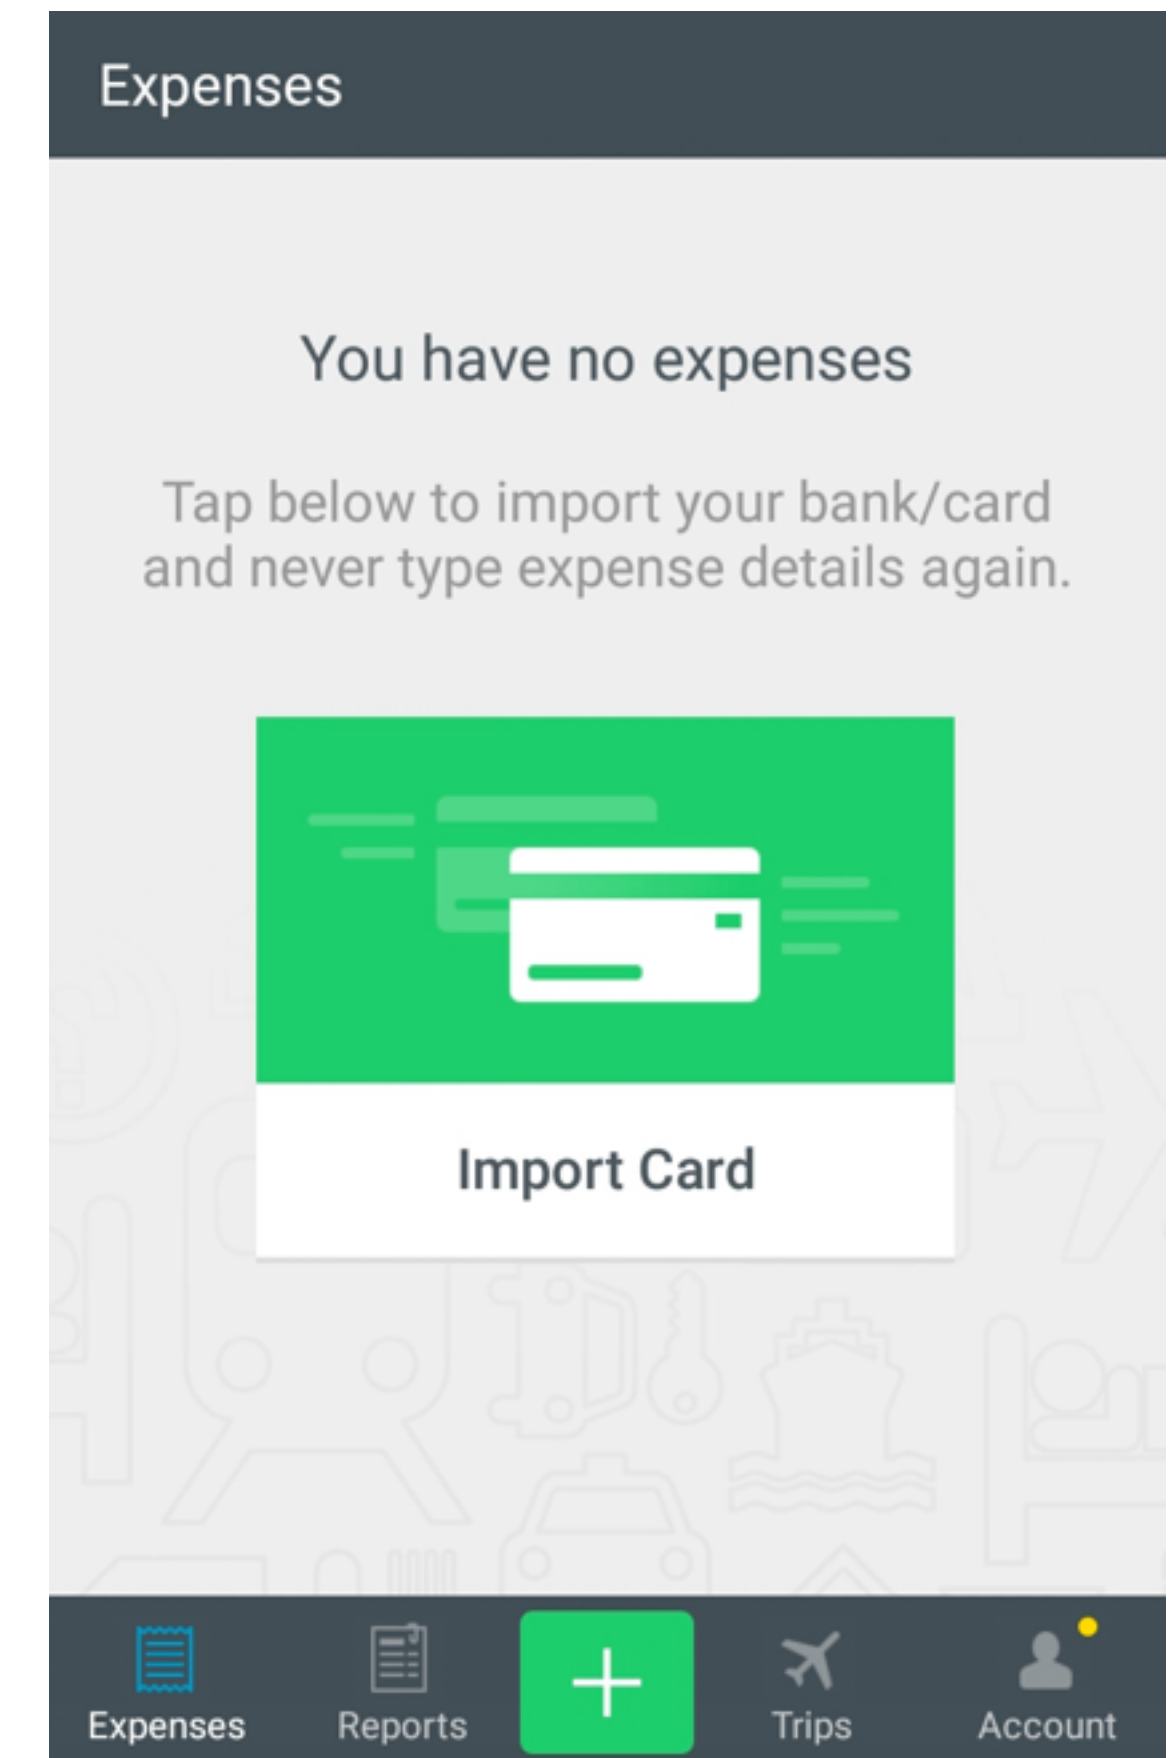 Expenses
You have no expenses
Tap below to import your bank/card
and never type expense details again.
Import Card
Expenses
Reports
Trips
Account